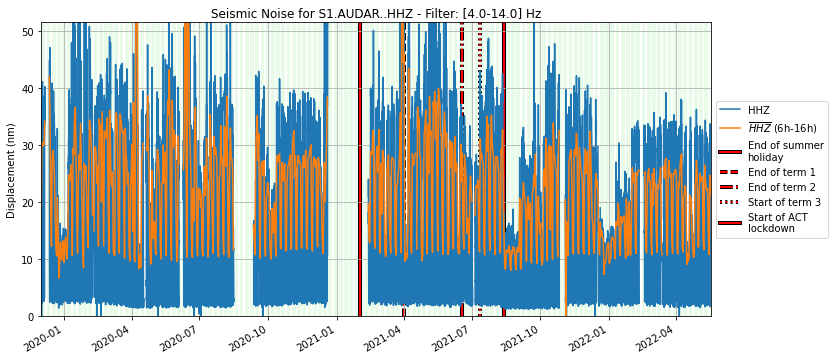 Seismic Noise for S1.AUDAR..HHZ - Filter: [4.0-14.0] Hz
Displacement (nm)
50
40
30
20
10
0
2020-01
2020-04
2020-07
2020-10
2021-01
2021-04
2021-07
2021-10
2022-01
2022-04
HHZ
HHZ (6h-16h)
End of summer
holiday
End of term 1
End of term 2
Start of term 3
Start of ACT
lockdown